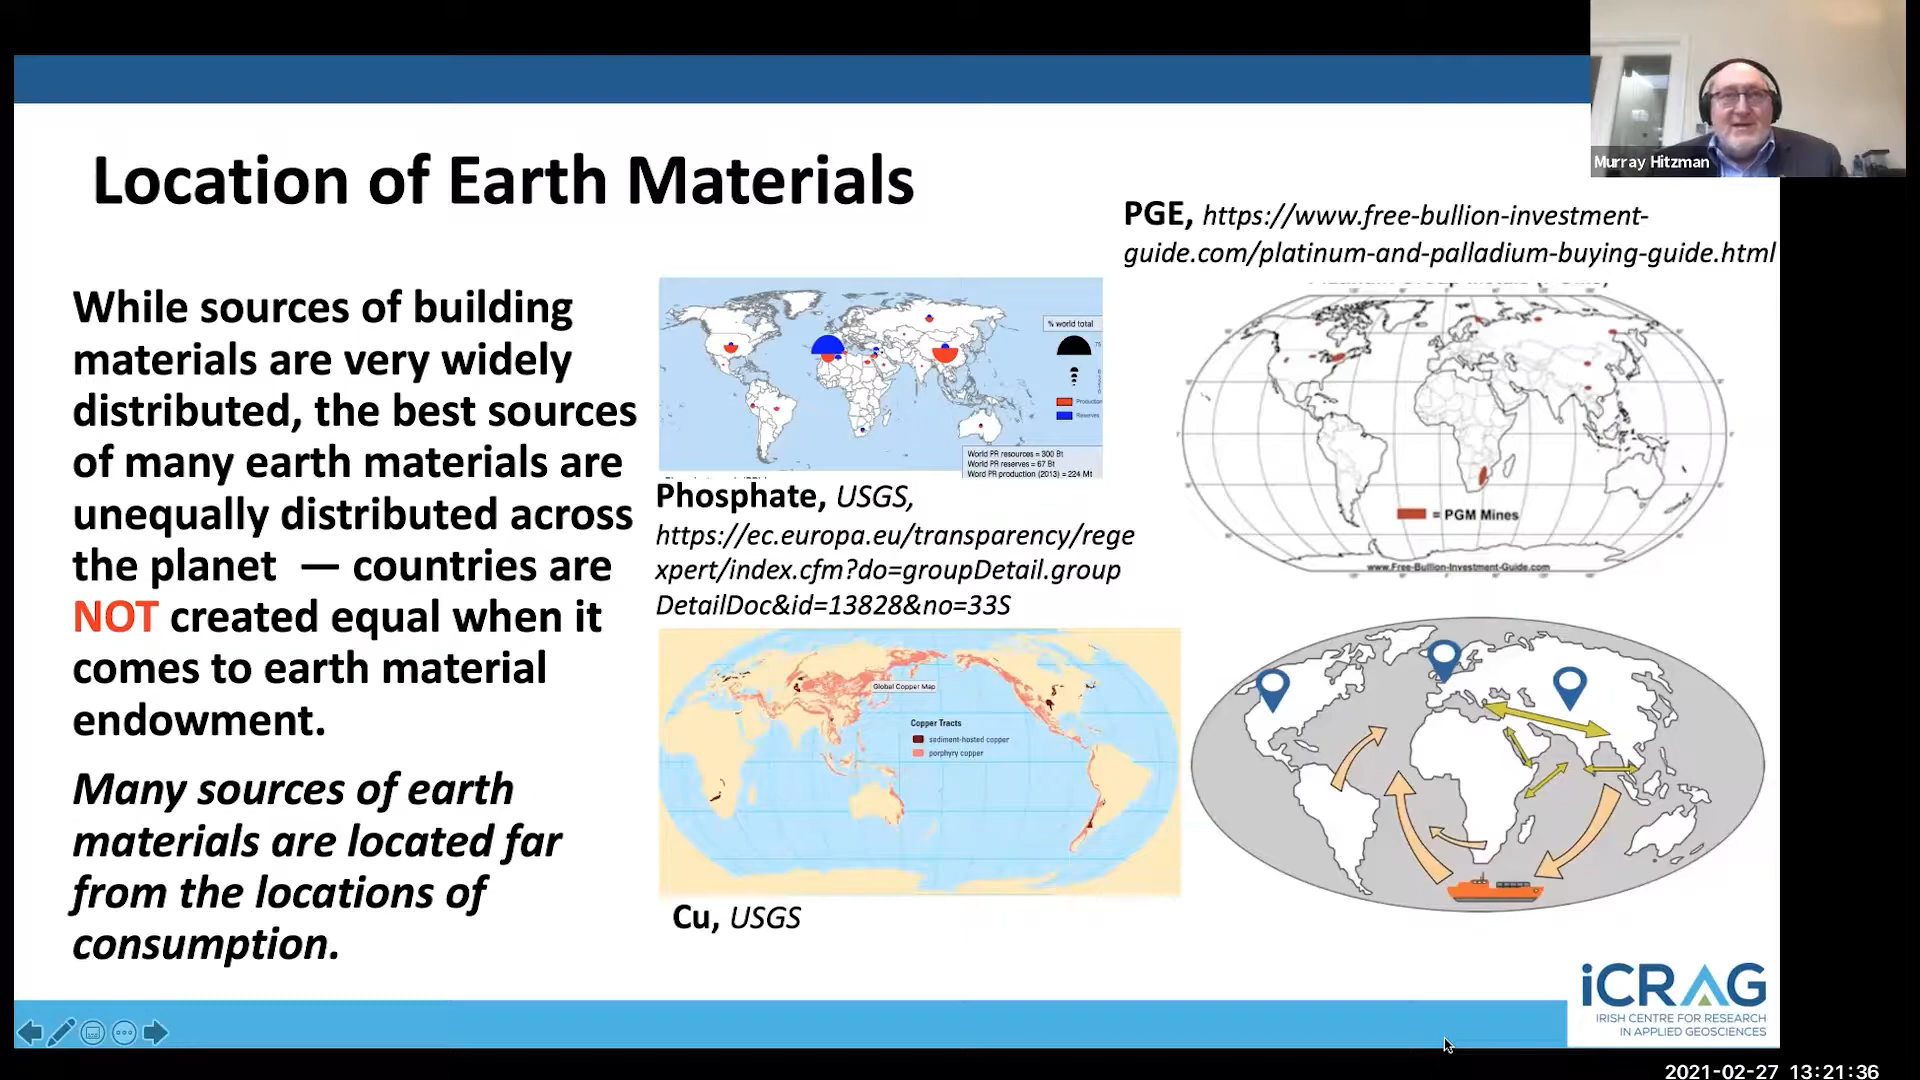 Murray Hitzman
Location of Earth Materials
While sources of building
materials are very widely
distributed, the best sources
of many earth materials are
unequally distributed across
the planet — countries are
NOT created equal when it
comes to earth material
endowment.
Many sources of earth
materials are located far
from the locations of
consumption.
% world total
75
Production
Reserves
World PR resources = 300 Bt
World PR reserves = 67 Bt
Word PR production (2013) = 224 Mt
Phosphate, USGS,
https://ec.europa.eu/transparency/rege
xpert/index.cfm?do=groupDetail.group
DetailDoc&id=13828&no=33S
Global Copper Map
Copper Tracts
sediment-hosted copper
porphyry copper
Cu, USGS
PGE, https://www.free-bullion-investment-
guide.com/platinum-and-palladium-buying-guide.html
= PGM Mines
www.Free-Bullion-Investment-Guide.com
iCRAG
IRISH CENTRE FOR RESEARCH
IN APPLIED GEOSCIENCES
2021-02-27 13:21:36